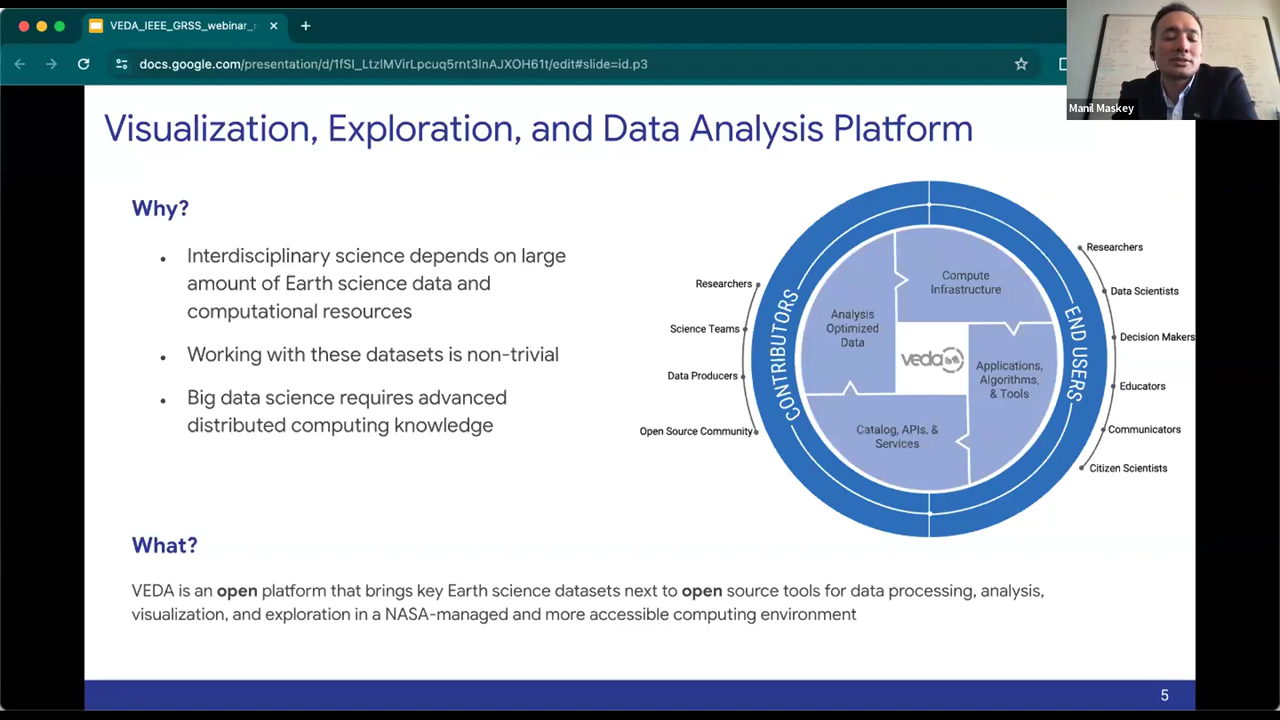 VEDA_IEEE_GRSS_webinar_
docs.google.com/presentation/d/1fSI_LtzlMVirLpcuq5rnt3lnAJXOH61t/edit#slide=id.p3
Manil Maskey
Visualization, Exploration, and Data Analysis Platform
Why?
Interdisciplinary science depends on large
amount of Earth science data and
computational resources
Working with these datasets is non-trivial
Big data science requires advanced
distributed computing knowledge
Researchers
Science Teams
Data Producers
Open Source Community
CONTRIBUTORS
Analysis
Optimized
Data
Compute
Infrastructure
veda
Applications,
Algorithms,
& Tools
Catalog, APIs, &
Services
END USERS
Researchers
Data Scientists
Decision Makers
Educators
Communicators
Citizen Scientists
What?
VEDA is an open platform that brings key Earth science datasets next to open source tools for data processing, analysis,
visualization, and exploration in a NASA-managed and more accessible computing environment
5